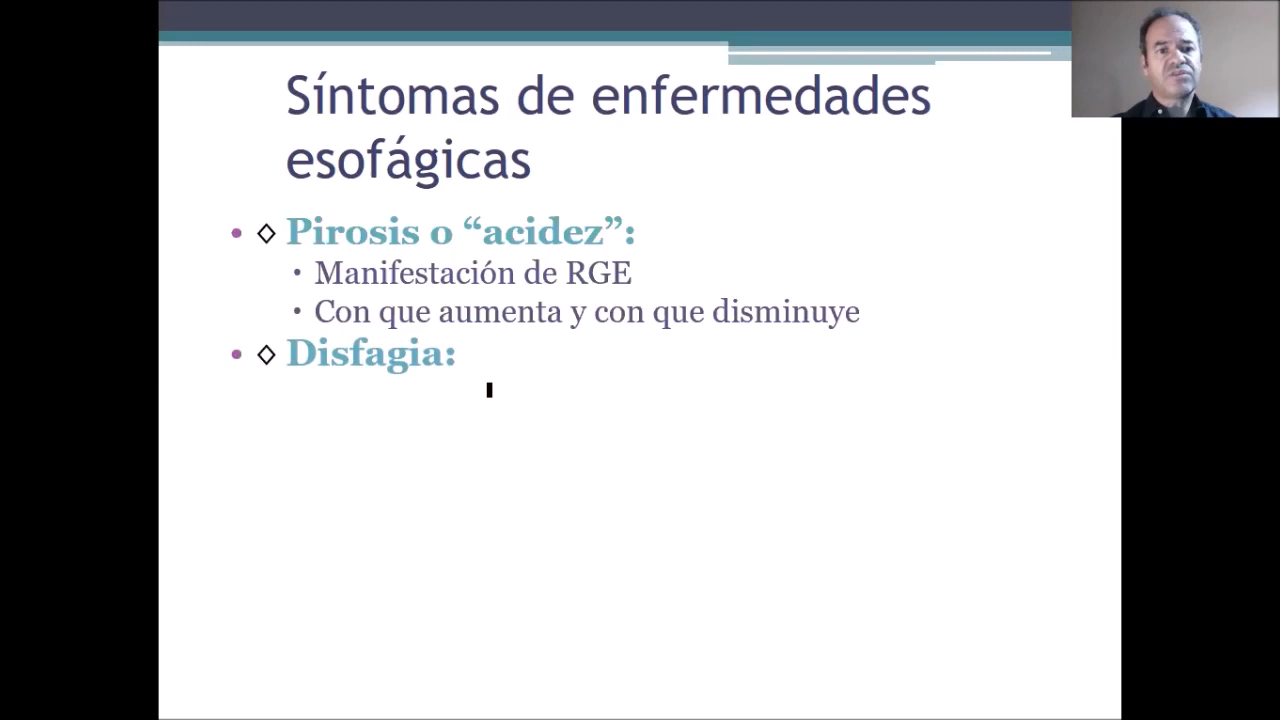 Síntomas de enfermedades
esofágicas
• ◇ Pirosis o “acidez”:
• Manifestación de RGE
• Con que aumenta y con que disminuye
• ◇ Disfagia: